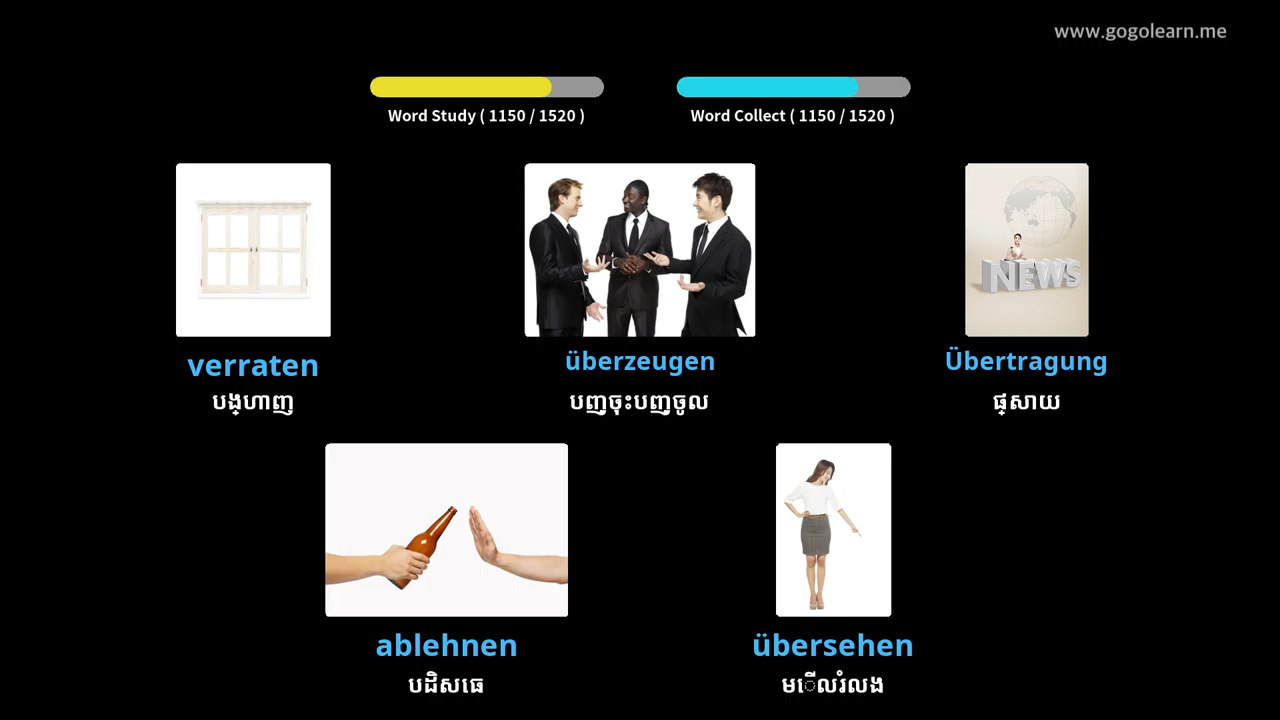 www.gogolearn.me
Word Study ( 1150 / 1520 )
Word Collect ( 1150 / 1520 )
NEWS
verraten
überzeugen
Übertragung
បង្ហាញ
បញ្ចុះបញ្ចូល
ផ្សាយ
ablehnen
übersehen
បដិសធេ
មើលរំលង